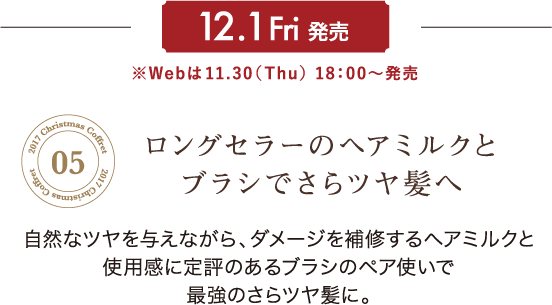 12.1 Fri 発売
※Webは11.30(Thu) 18:00〜発売
2017 Christmas Coffret
05
2017 Christmas Coffret
ロングセラーのヘアミルクと
ブラシでさらツヤ髪へ
自然なツヤを与えながら、ダメージを補修するヘアミルクと
使用感に定評のあるブラシのペア使いで
最強のさらツヤ髪に。